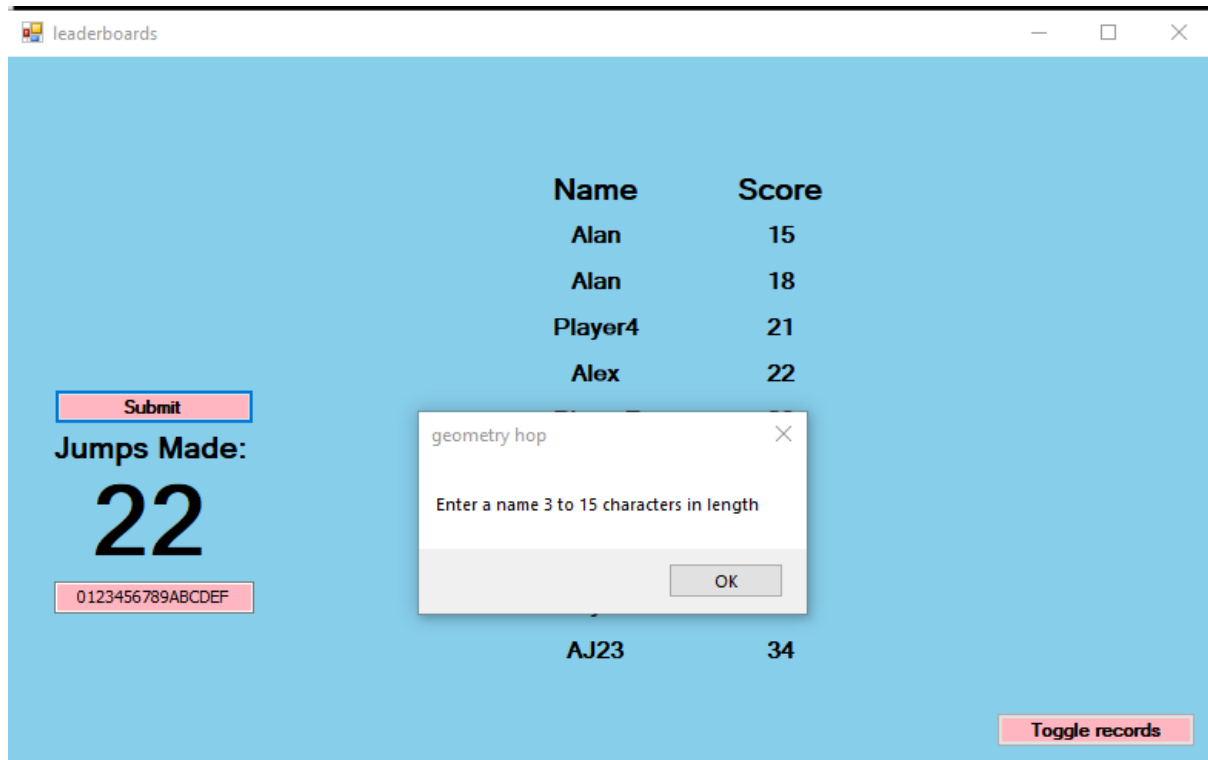 leaderboards
Name Score
Alan 15
Alan 18
Player4 21
Alex 22
Submit
Jumps Made:
22
0123456789ABCDEF
geometry hop
Enter a name 3 to 15 characters in length
OK
AJ23 34
Toggle records